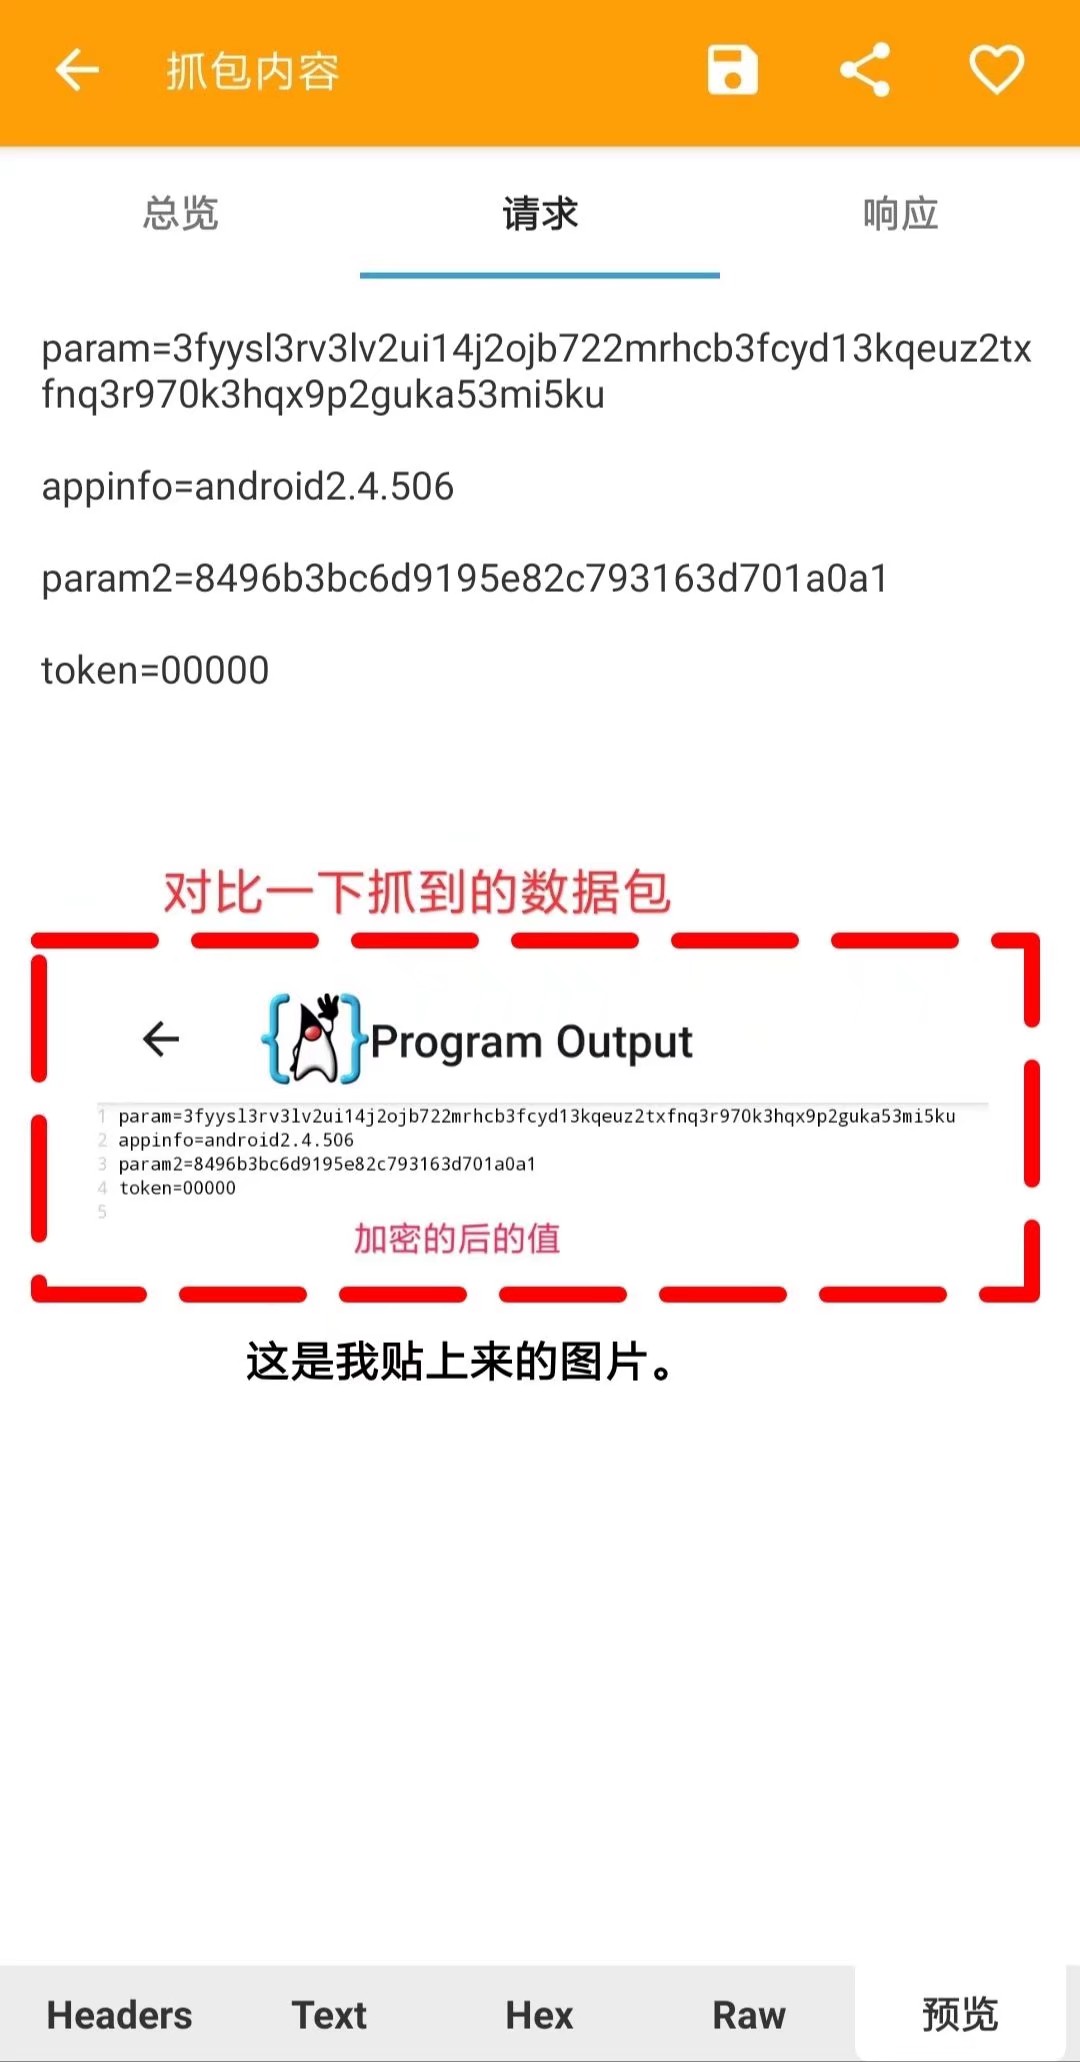 抓包内容
总览 请求 响应
param=3fyysl3rv3lv2ui14j2ojb722mrhcb3fcyd13kqeuz2tx
fnq3r970k3hqx9p2guka53mi5ku
appinfo=android2.4.506
param2=8496b3bc6d9195e82c793163d701a0a1
token=00000
对比一下抓到的数据包
Program Output
1 param=3fyysl3rv3lv2ui14j2ojb722mrhcb3fcyd13kqeuz2txfnq3r970k3hqx9p2guka53mi5ku
2 appinfo=android2.4.506
3 param2=8496b3bc6d9195e82c793163d701a0a1
4 token=00000
5
加密的后的值
这是我贴上来的图片。
Headers Text Hex Raw 预览